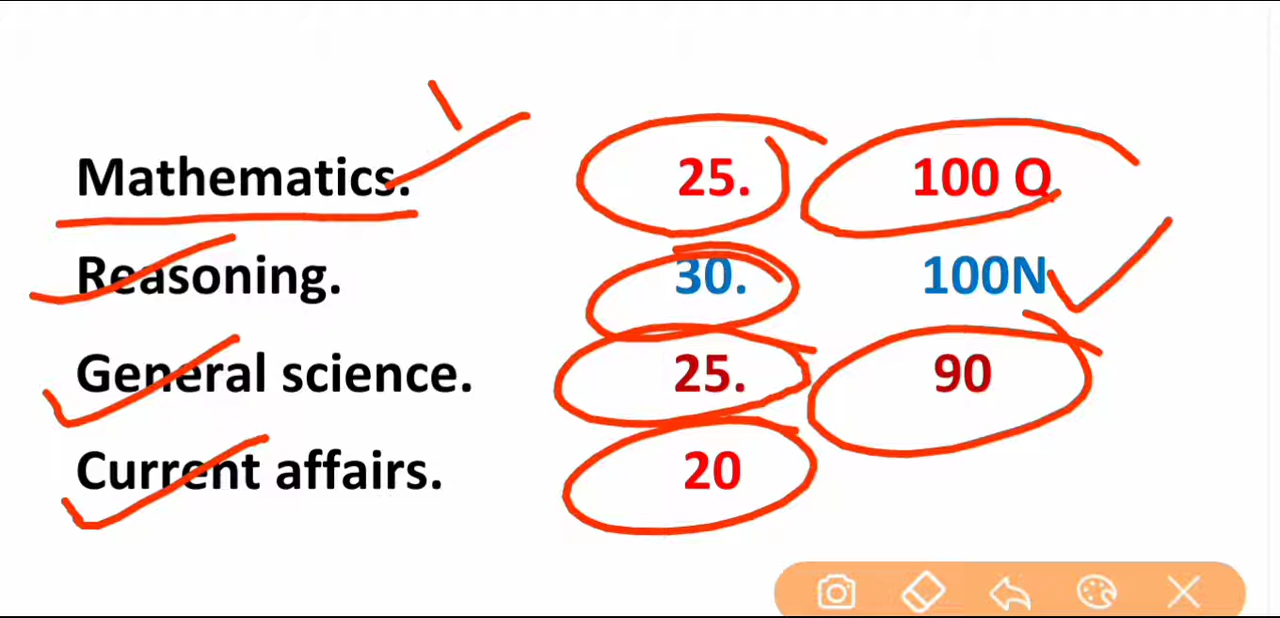 Mathematics. 25. 100 Q.
Reasoning. 30. 100N
General science. 25. 90
Current affairs. 20